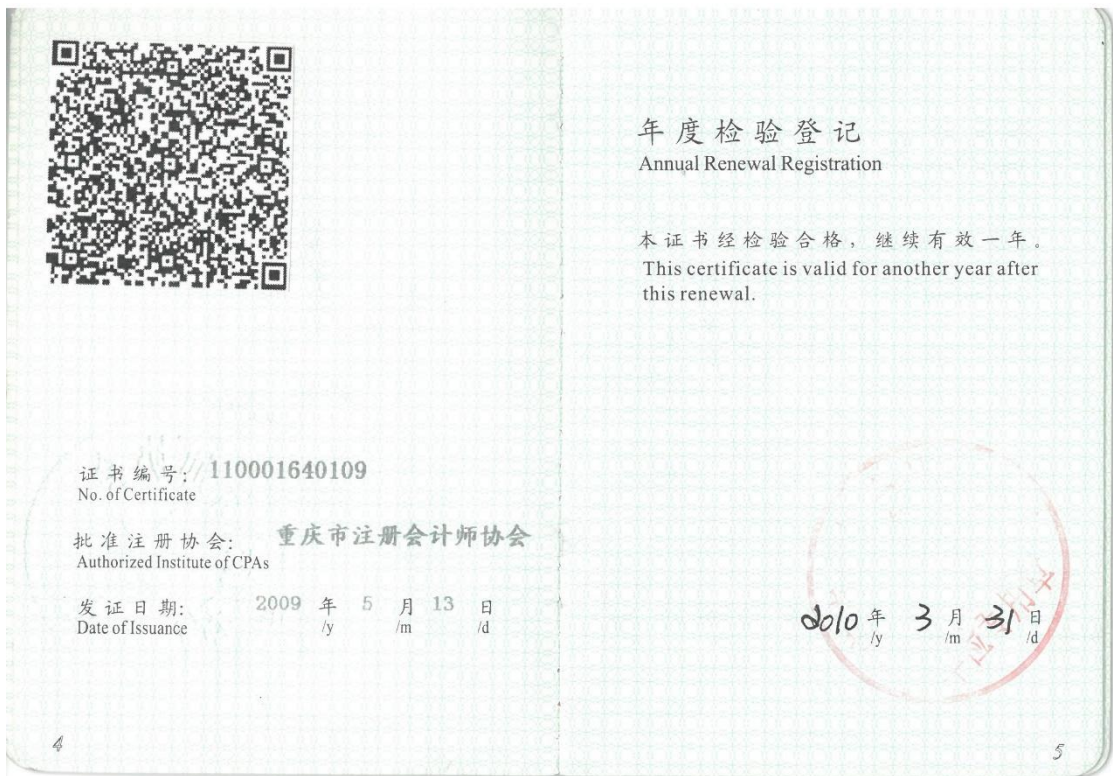 证书编号: 110001640109
No. of Certificate
批准注册协会: 重庆市注册会计师协会
Authorized Institute of CPAs
发证日期: 2009 年 5 月 13 日
Date of Issuance /y /m /d
4
年度检验登记
Annual Renewal Registration
本证书经检验合格，继续有效一年。
This certificate is valid for another year after
this renewal.
2010 年 3 月 31 日
/y /m /d
5